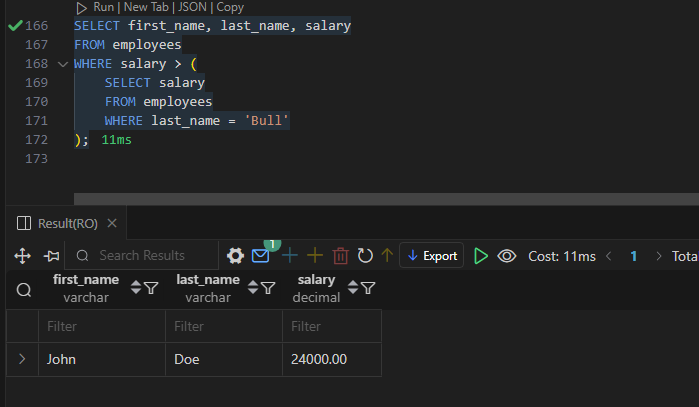 Run | New Tab | JSON | Copy
166 SELECT first_name, last_name, salary
167 FROM employees
168 WHERE salary > (
169 SELECT salary
170 FROM employees
171 WHERE last_name = 'Bull'
172 ); 11ms
173
Result(RO)
Search Results 1 Export Cost: 11ms < 1 > Total
first_name last_name salary
varchar varchar decimal
Filter Filter Filter
John Doe 24000.00